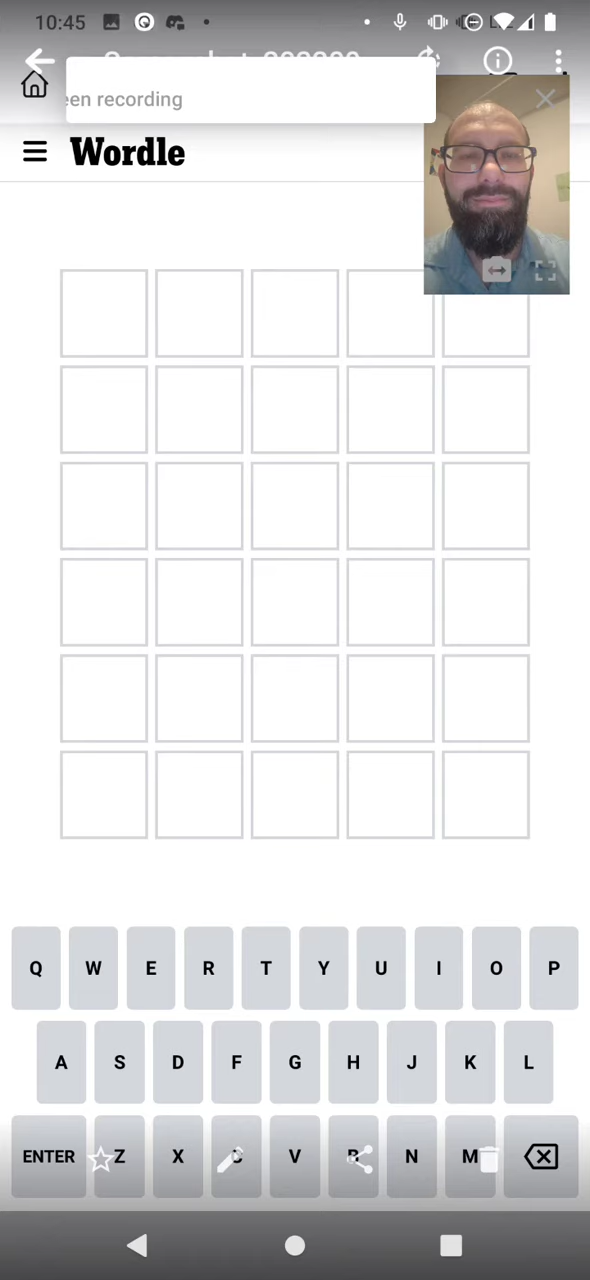 10:45
een recording
Wordle
Q W E R T Y U I O P
A S D F G H J K L
ENTER Z X C V B N M